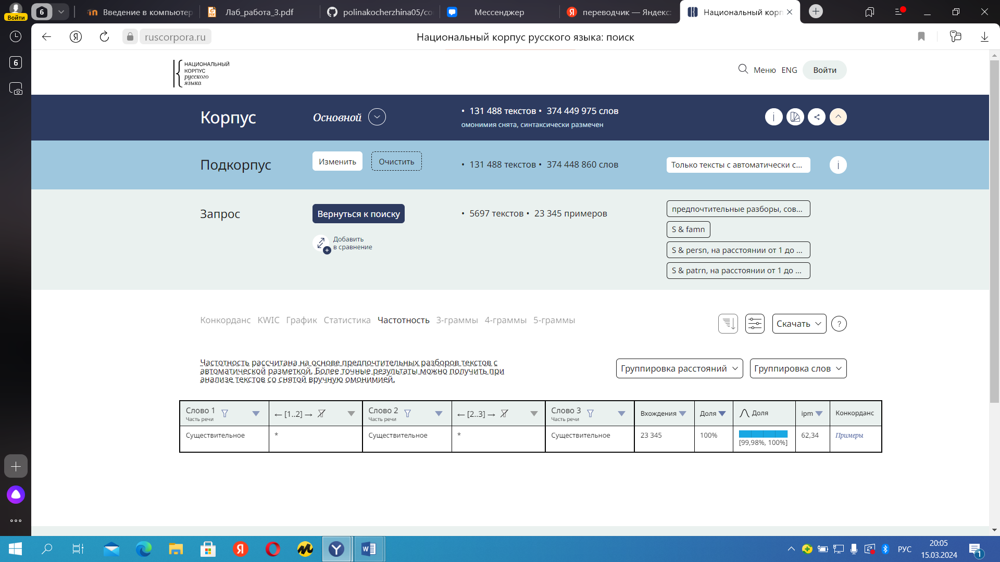 Войти
6
Введение в компьютер
Лаб_работа_3.pdf
polinakocherzhina05/co
Мессенджер
переводчик — Яндекс:
Национальный корп
ruscorpora.ru
Национальный корпус русского языка: поиск
6
НАЦИОНАЛЬНЫЙ
КОРПУС
русского
языка
Меню ENG Войти
Корпус
Основной
• 131 488 текстов • 374 449 975 слов
омонимия снята, синтаксически размечен
Подкорпус
Изменить
Очистить
• 131 488 текстов • 374 448 860 слов
Только тексты с автоматически с...
Запрос
Вернуться к поиску
• 5697 текстов • 23 345 примеров
предпочтительные разборы, сов...
S & famn
S & persn, на расстоянии от 1 до ...
S & patrn, на расстоянии от 1 до ...
Добавить
в сравнение
Конкорданс KWIC График Статистика Частотность 3-граммы 4-граммы 5-граммы
Скачать
?
Частотность рассчитана на основе предпочтительных разборов текстов с
автоматической разметкой. Более точные результаты можно получить при
анализе текстов со снятой вручную омонимией.
Группировка расстояний
Группировка слов
Слово 1
Часть речи
← [1..2] →
Слово 2
Часть речи
← [2..3] →
Слово 3
Часть речи
Вхождения
Доля
Доля
ipm
Конкорданс
Существительное * Существительное * Существительное 23 345 100% [99,98%, 100%] 62,34 Примеры
РУС
20:05
15.03.2024
1